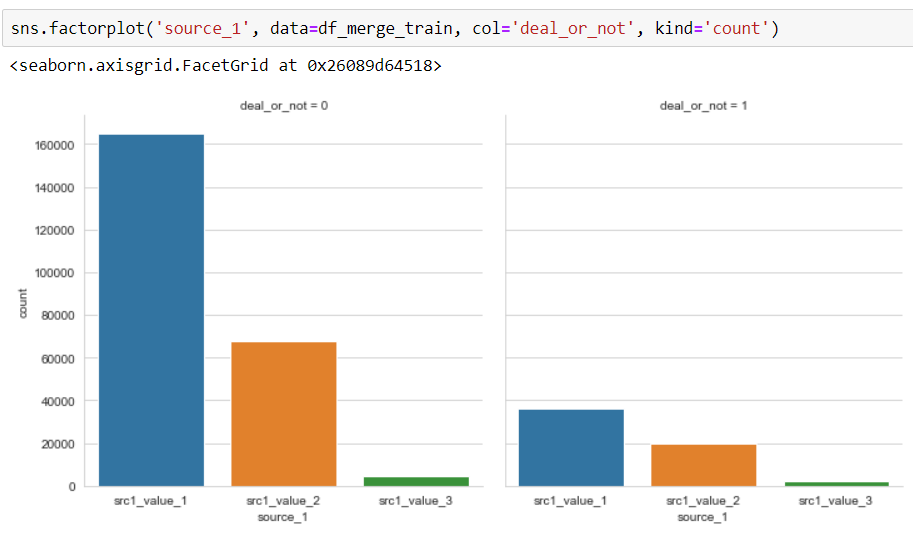 sns.factorplot('source_1', data=df_merge_train, col='deal_or_not', kind='count')
<seaborn.axisgrid.FacetGrid at 0x26089d64518>
deal_or_not = 0
deal_or_not = 1
160000
140000
120000
100000
80000
60000
40000
20000
0
count
src1_value_1 src1_value_2 src1_value_3
source_1
src1_value_1 src1_value_2 src1_value_3
source_1